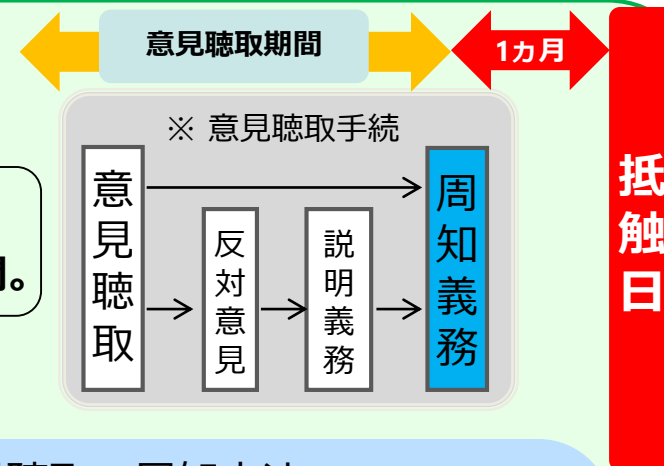 意見聴取期間
1ヵ月
※ 意見聴取手続
意見聴取
反対意見
説明義務
周知義務
抵触日
。